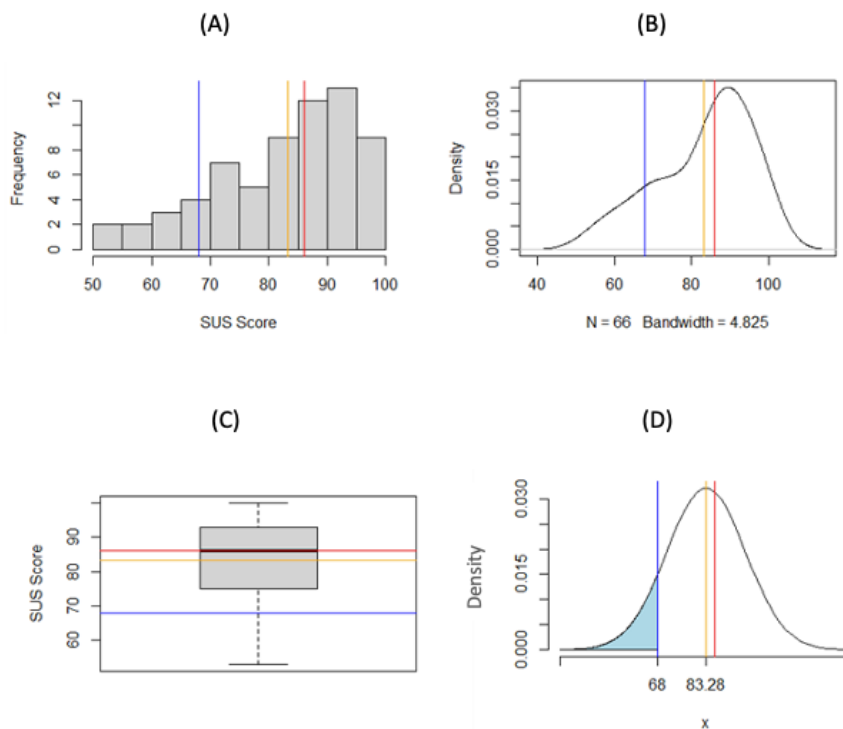 (A)
Frequency
12
8
6
4
2
0
50 60 70 80 90 100
SUS Score
(B)
Density
0.030
0.015
0.000
40 60 80 100
N = 66 Bandwidth = 4.825
(C)
SUS Score
90
80
70
60
(D)
Density
0.030
0.015
0.000
68 83.28
x